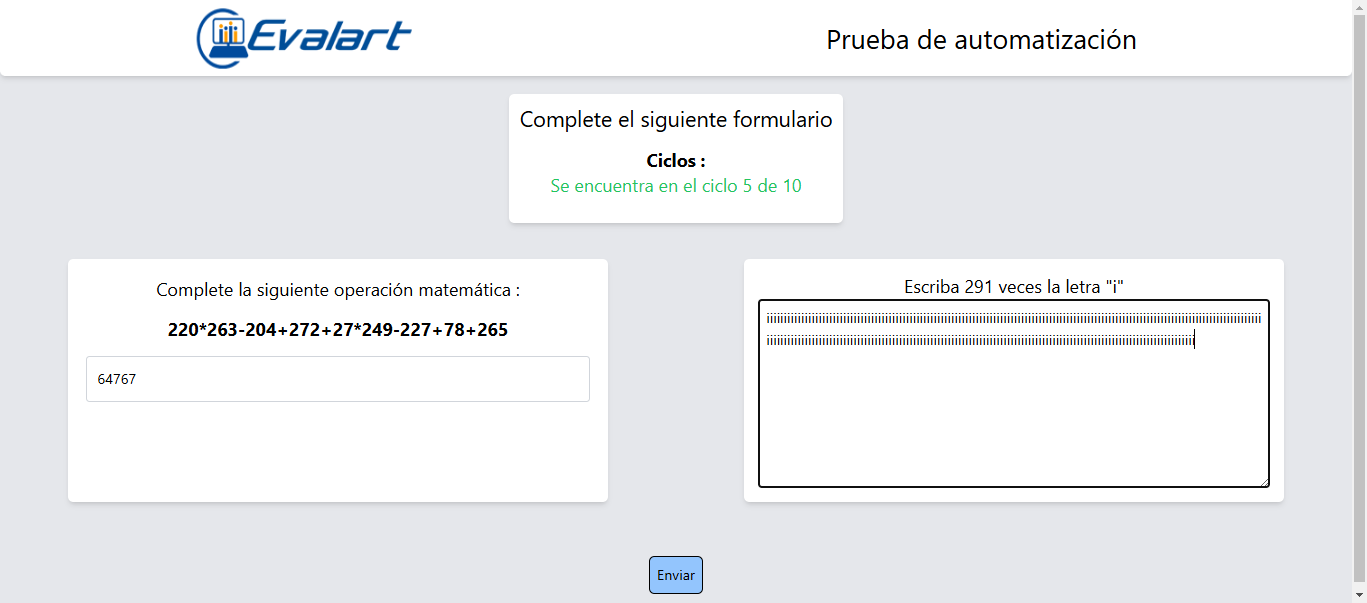 Evalart
Prueba de automatización
Complete el siguiente formulario
Ciclos :
Se encuentra en el ciclo 5 de 10
Complete la siguiente operación matemática :
220*263-204+272+27*249-227+78+265
64767
Escriba 291 veces la letra "i"
iiiiiiiiiiiiiiiiiiiiiiiiiiiiiiiiiiiiiiiiiiiiiiiiiiiiiiiiiiiiiiiiiiiiiiiiiiiiiiiiiiiiiiiiiiiiiiiiiiiiiiiiiiiiiiiiiiiiiiiiiiiiiiiiiiiiiiiiiiiiiiiiiiiiiii
iiiiiiiiiiiiiiiiiiiiiiiiiiiiiiiiiiiiiiiiiiiiiiiiiiiiiiiiiiiiiiiiiiiiiiiiiiiiiiiiiiiiiiiiiiiiiiiiiiiiiiiiiiiiiiiiiiiiiiiiiiiiiiiiiii
Enviar